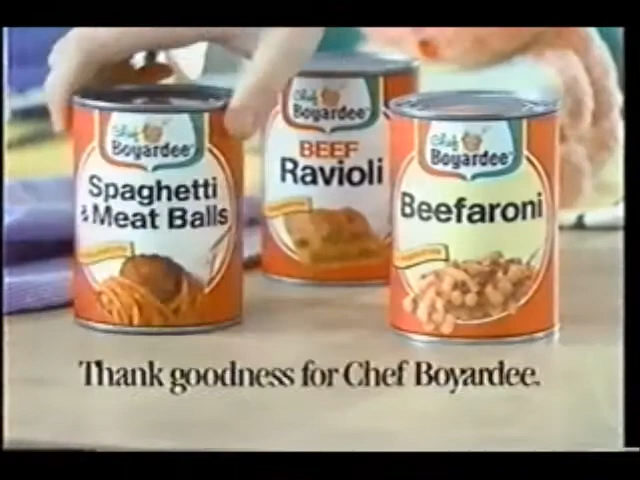 Chef
Boyardee
Spaghetti
& Meat Balls
Chef
Boyardee
BEEF
Ravioli
Chef
Boyardee
Beefaroni
Thank goodness for Chef Boyardee.